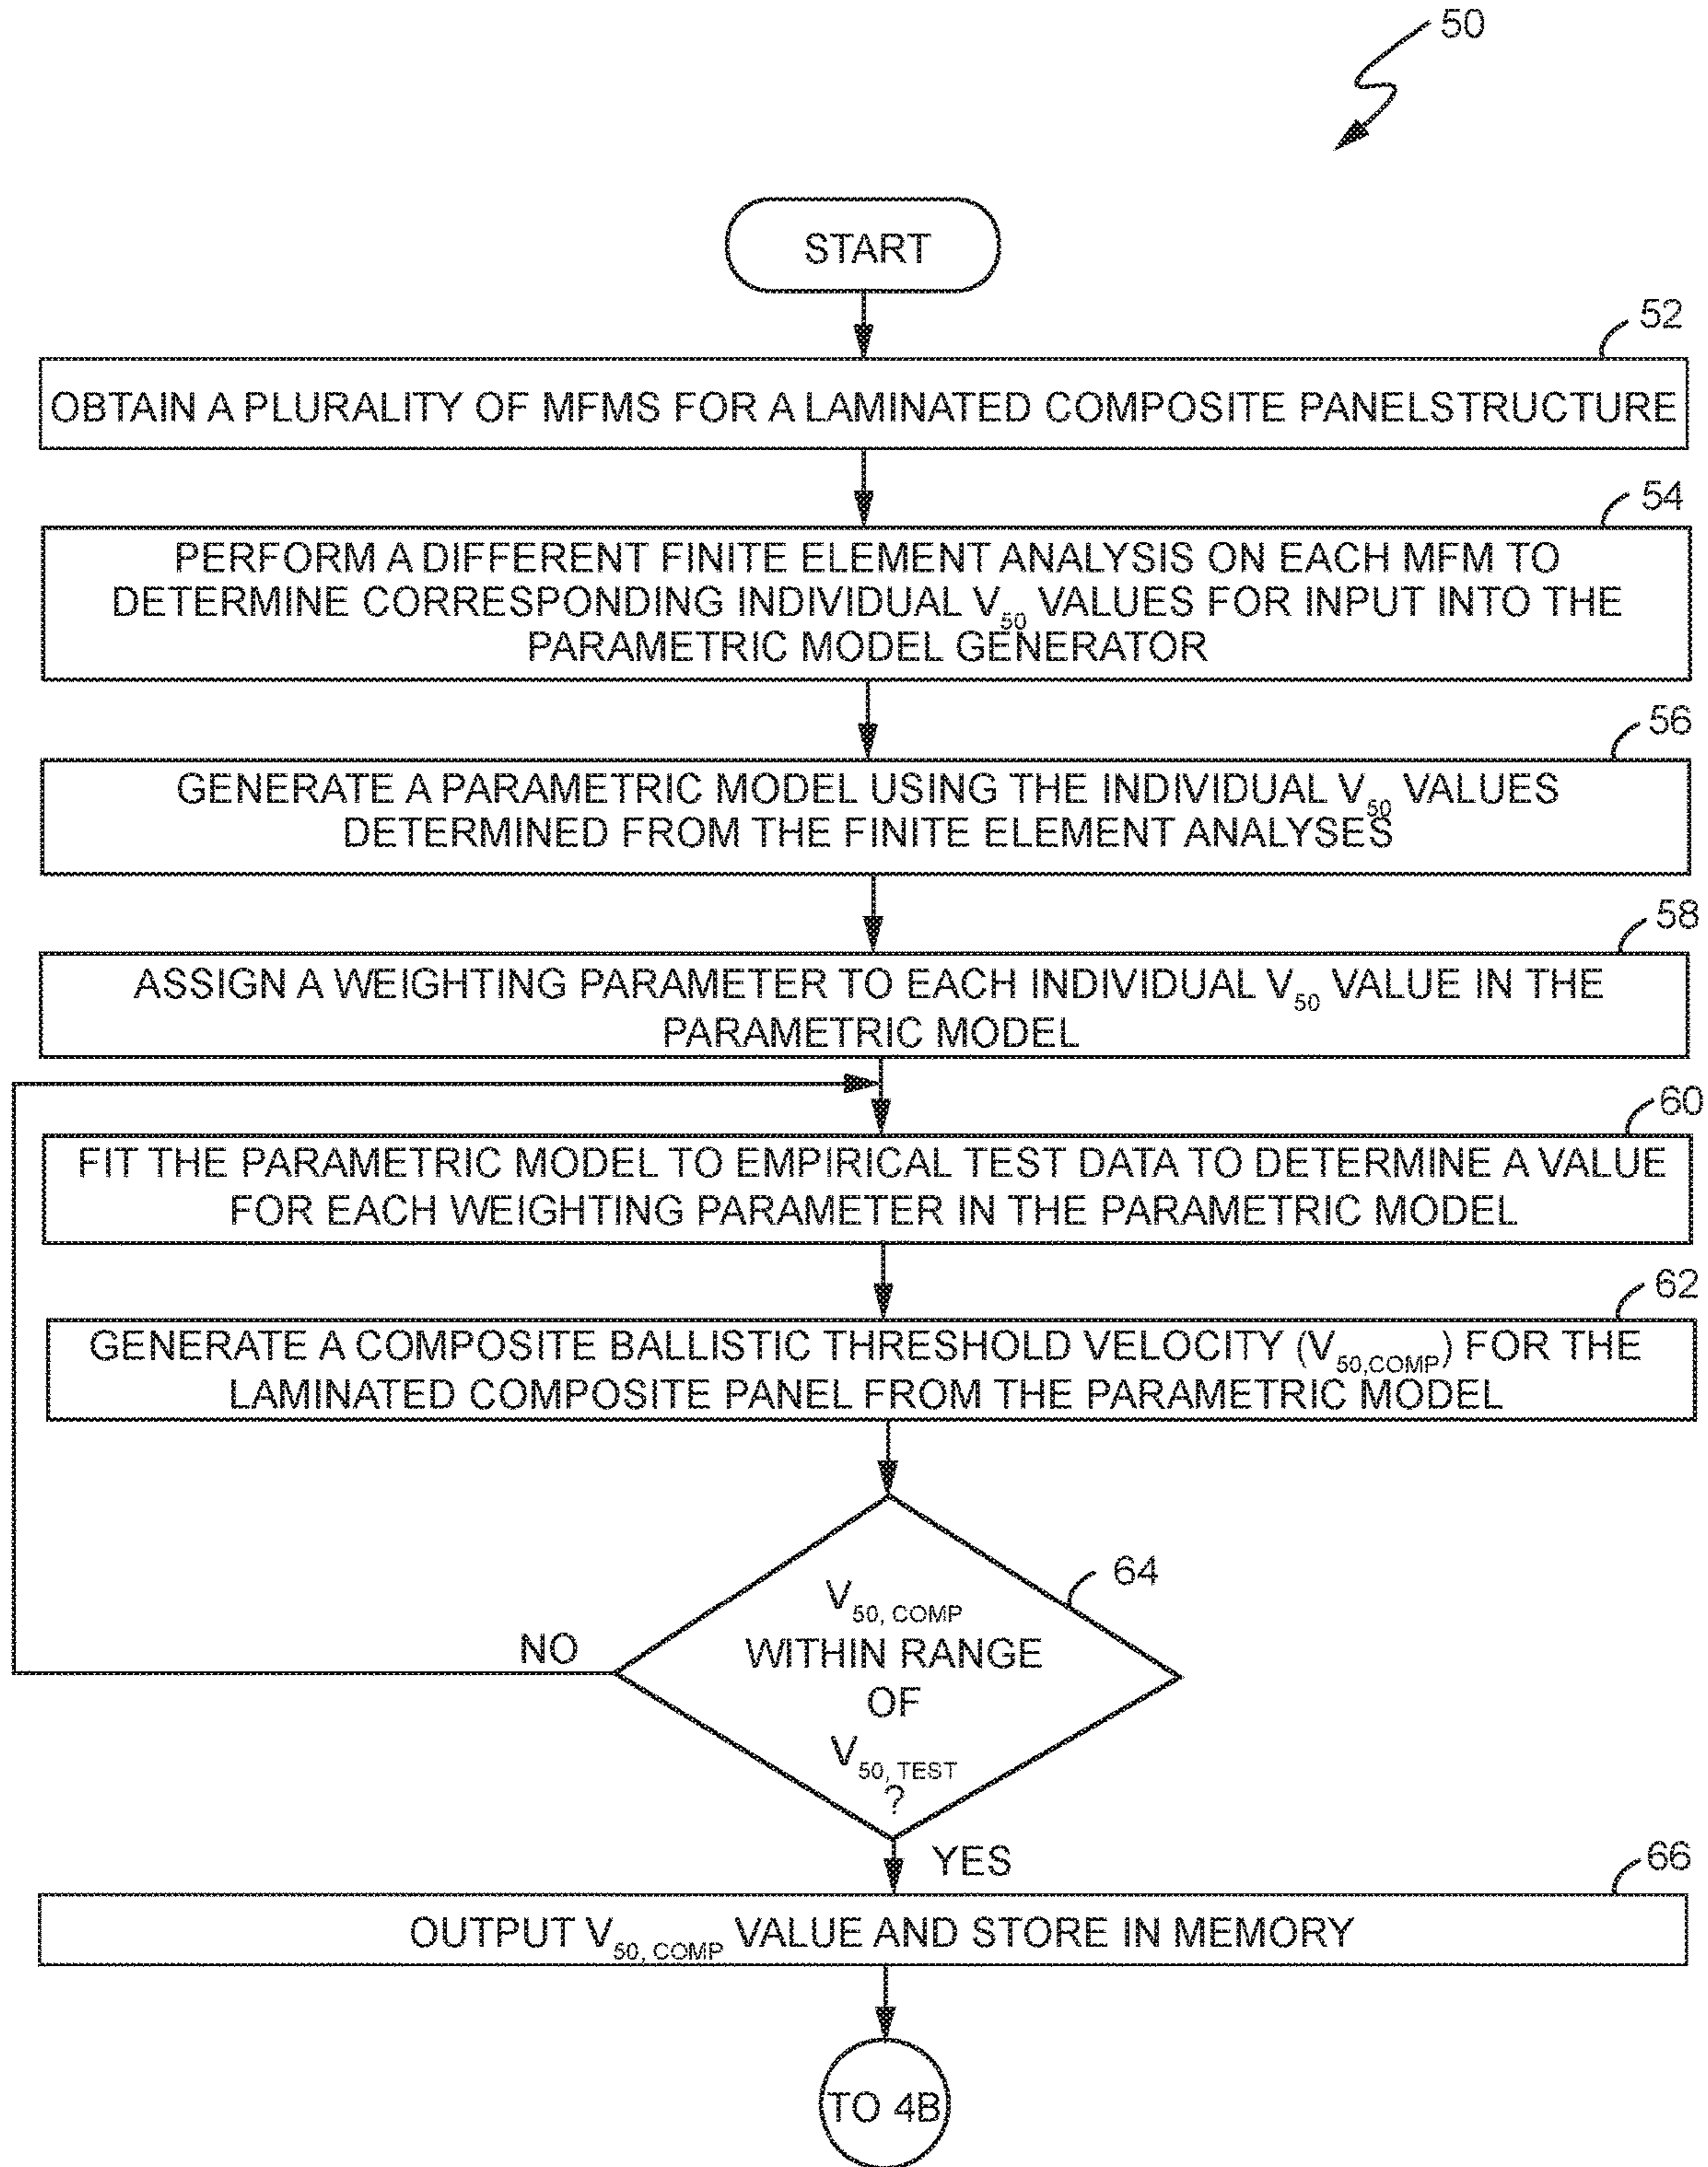 50
START
52
OBTAIN A PLURALITY OF MFMS FOR A LAMINATED COMPOSITE PANELSTRUCTURE
54
PERFORM A DIFFERENT FINITE ELEMENT ANALYSIS ON EACH MFM TO
DETERMINE CORRESPONDING INDIVIDUAL V50 VALUES FOR INPUT INTO THE
PARAMETRIC MODEL GENERATOR
56
GENERATE A PARAMETRIC MODEL USING THE INDIVIDUAL V50 VALUES
DETERMINED FROM THE FINITE ELEMENT ANALYSES
58
ASSIGN A WEIGHTING PARAMETER TO EACH INDIVIDUAL V50 VALUE IN THE
PARAMETRIC MODEL
60
FIT THE PARAMETRIC MODEL TO EMPIRICAL TEST DATA TO DETERMINE A VALUE
FOR EACH WEIGHTING PARAMETER IN THE PARAMETRIC MODEL
62
GENERATE A COMPOSITE BALLISTIC THRESHOLD VELOCITY (V50,COMP) FOR THE
LAMINATED COMPOSITE PANEL FROM THE PARAMETRIC MODEL
64
V50, COMP
WITHIN RANGE
OF
V50, TEST
?
NO
YES
66
OUTPUT V50, COMP VALUE AND STORE IN MEMORY
TO 4B